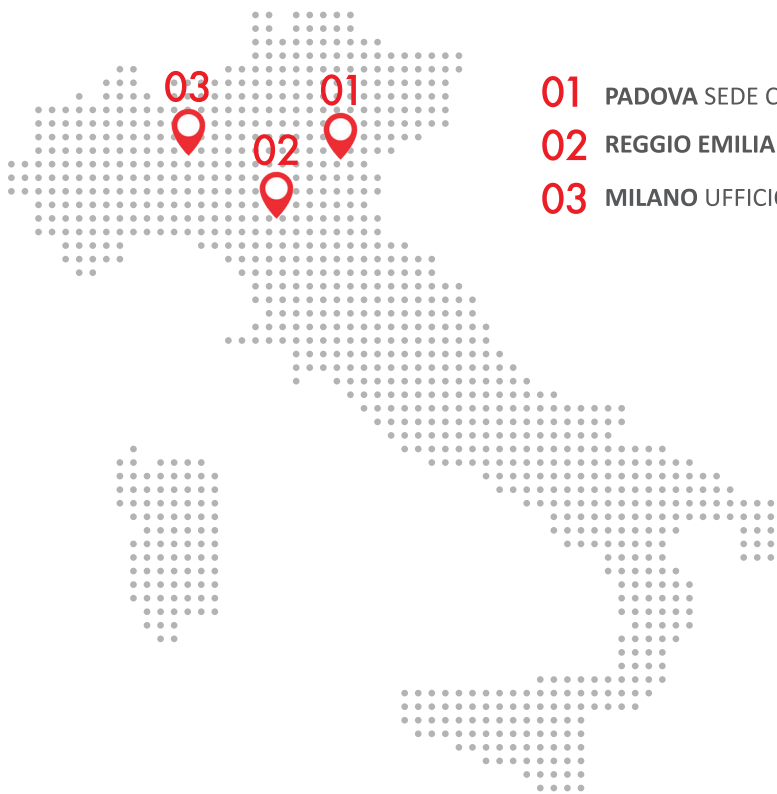 03
01
02
01 PADOVA SEDE
02 REGGIO EMILIA
03 MILANO